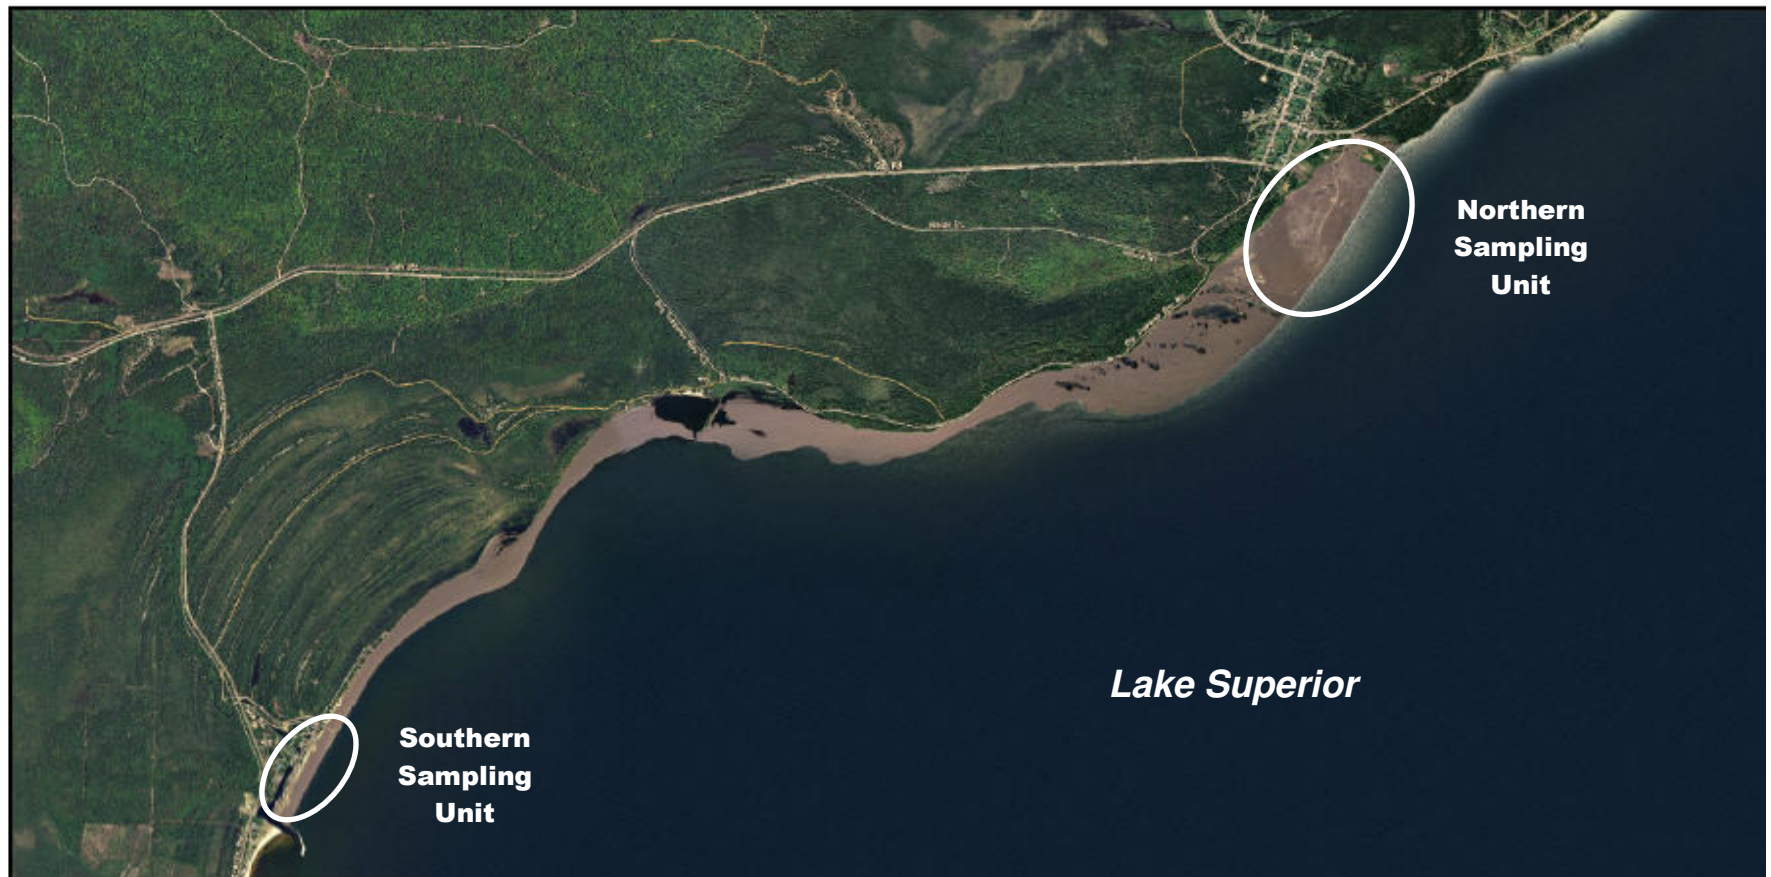 Northern
Sampling
Unit
Lake Superior
Southern
Sampling
Unit